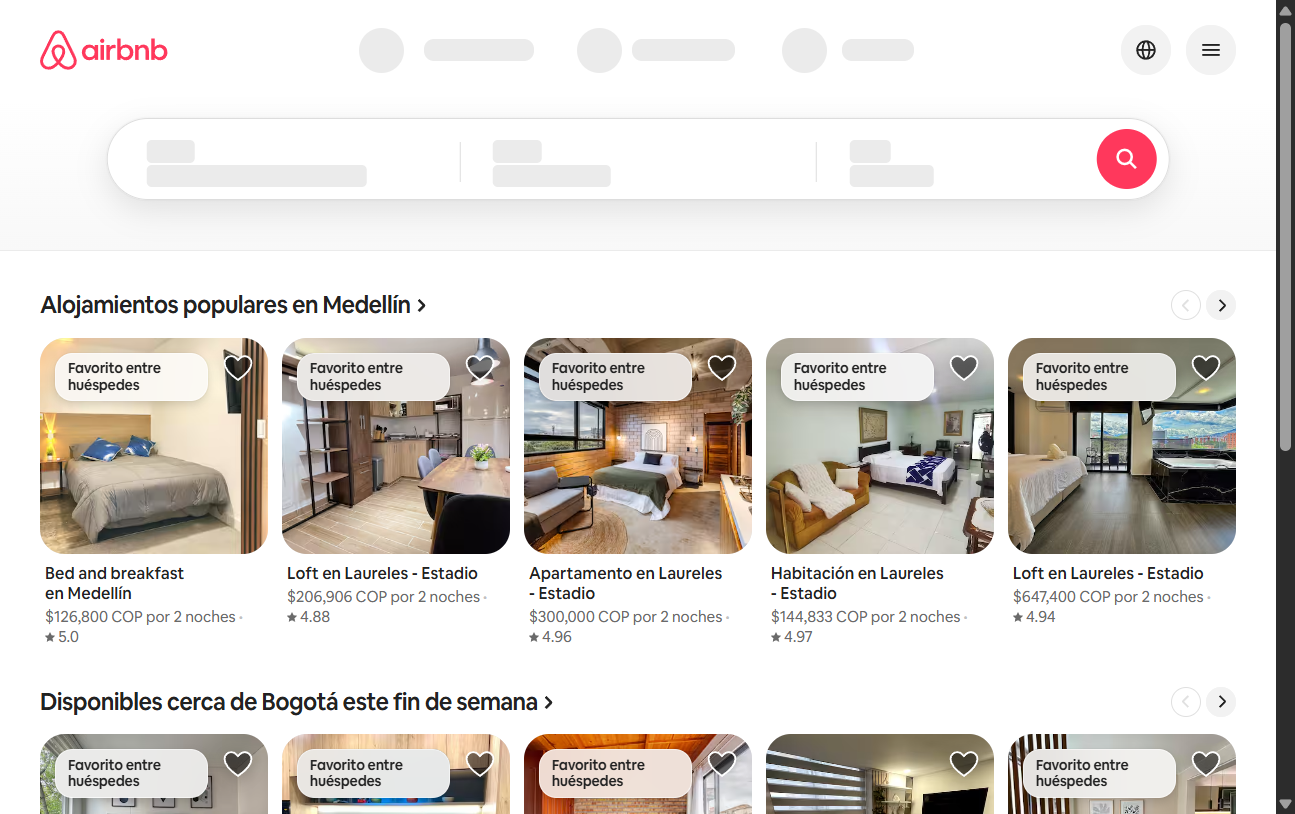 airbnb
Alojamientos populares en Medellín
Favorito entre
huéspedes
Favorito entre
huéspedes
Favorito entre
huéspedes
Favorito entre
huéspedes
Favorito entre
huéspedes
Bed and breakfast
en Medellín
$126,800 COP por 2 noches ·
★ 5.0
Loft en Laureles - Estadio
$206,906 COP por 2 noches ·
★ 4.88
Apartamento en Laureles
- Estadio
$300,000 COP por 2 noches ·
★ 4.96
Habitación en Laureles
- Estadio
$144,833 COP por 2 noches ·
★ 4.97
Loft en Laureles - Estadio
$647,400 COP por 2 noches ·
★ 4.94
Disponibles cerca de Bogotá este fin de semana
Favorito entre
huéspedes
Favorito entre
huéspedes
Favorito entre
huéspedes
Favorito entre
huéspedes